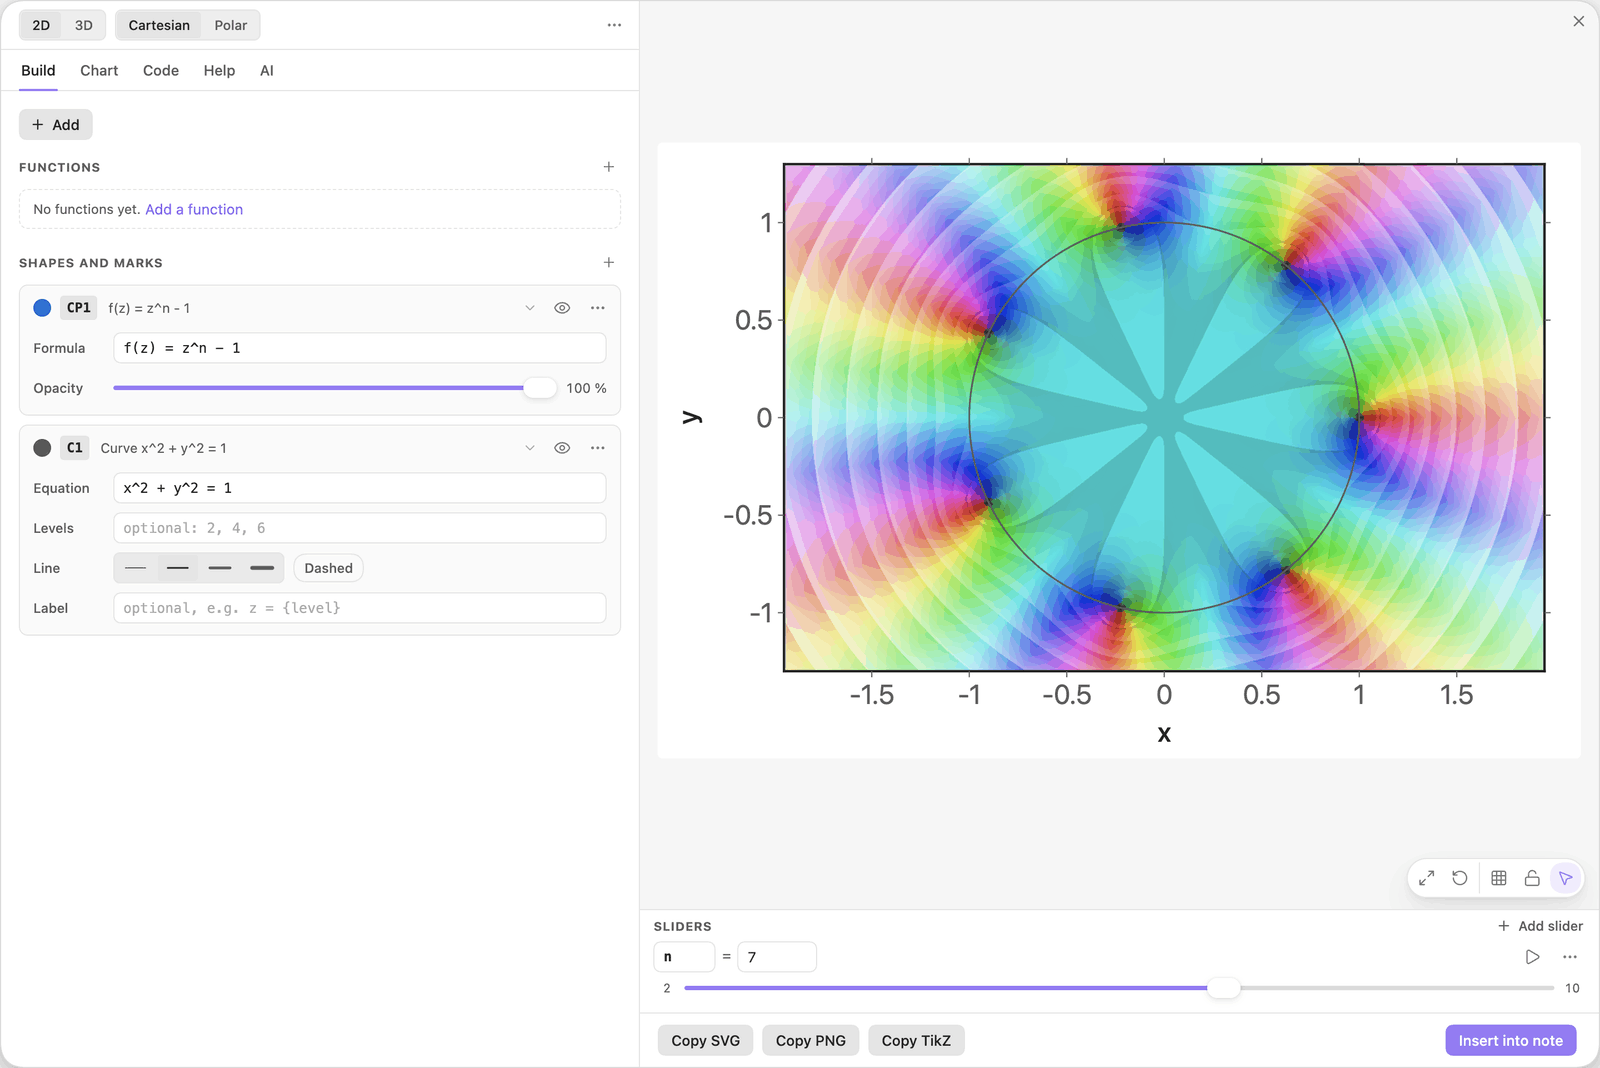 2D 3D Cartesian Polar
Build Chart Code Help AI
Add
FUNCTIONS
No functions yet. Add a function
SHAPES AND MARKS
CP1 f(z) = z^n - 1
Formula f(z) = z^n − 1
Opacity 100 %
C1 Curve x^2 + y^2 = 1
Equation x^2 + y^2 = 1
Levels optional: 2, 4, 6
Line Dashed
Label optional, e.g. z = {level}
1
0.5
0
-0.5
-1
y
-1.5 -1 -0.5 0 0.5 1 1.5
x
SLIDERS Add slider
n = 7
2 10
Copy SVG Copy PNG Copy TikZ Insert into note